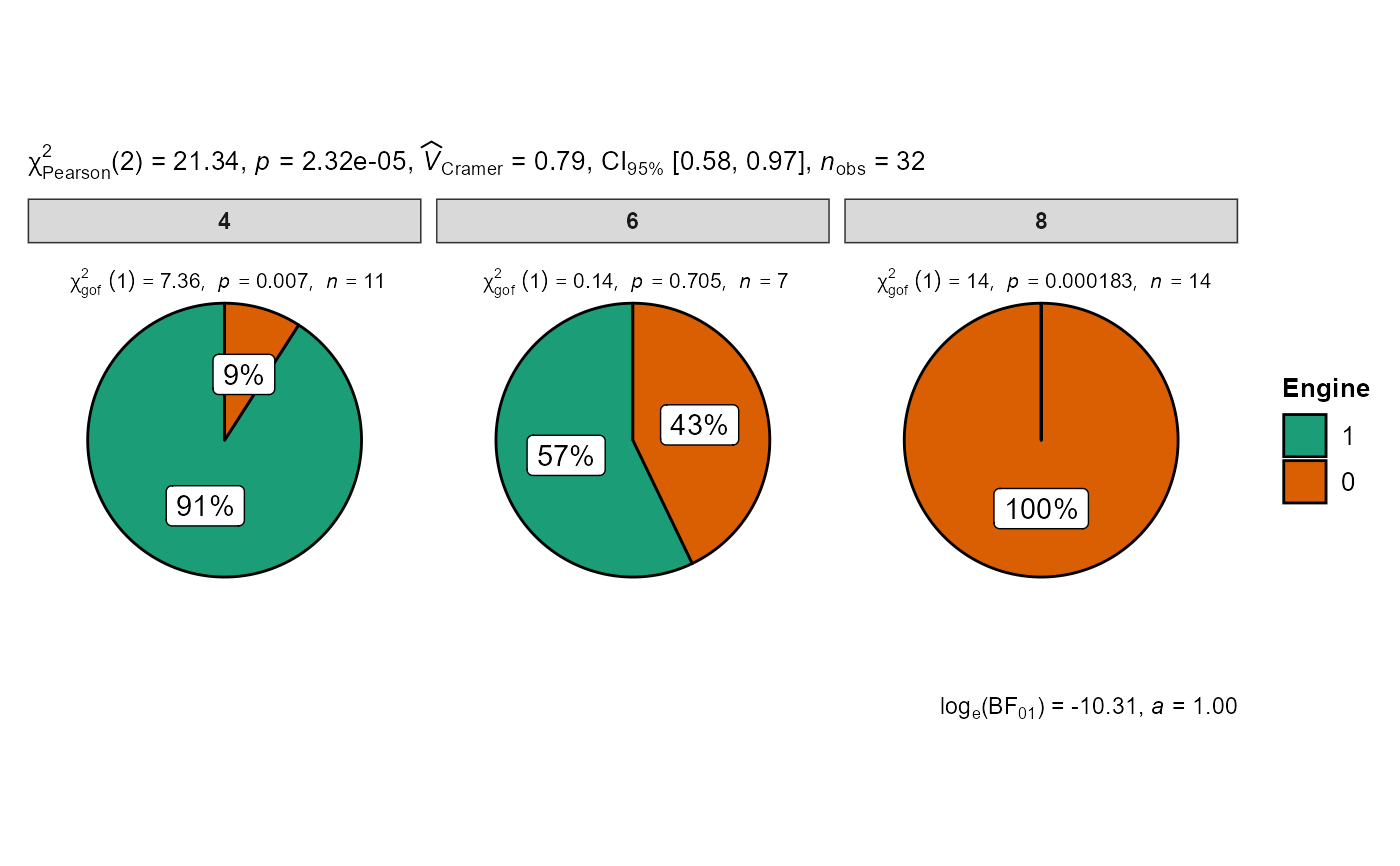 χ²Pearson(2) = 21.34, p = 2.32e-05, V̂Cramer = 0.79, CI95% [0.58, 0.97], nobs = 32
4
6
8
χ²gof (1) = 7.36, p = 0.007, n = 11
χ²gof (1) = 0.14, p = 0.705, n = 7
χ²gof (1) = 14, p = 0.000183, n = 14
9%
91%
57%
43%
100%
Engine
1
0
loge(BF01) = -10.31, a = 1.00